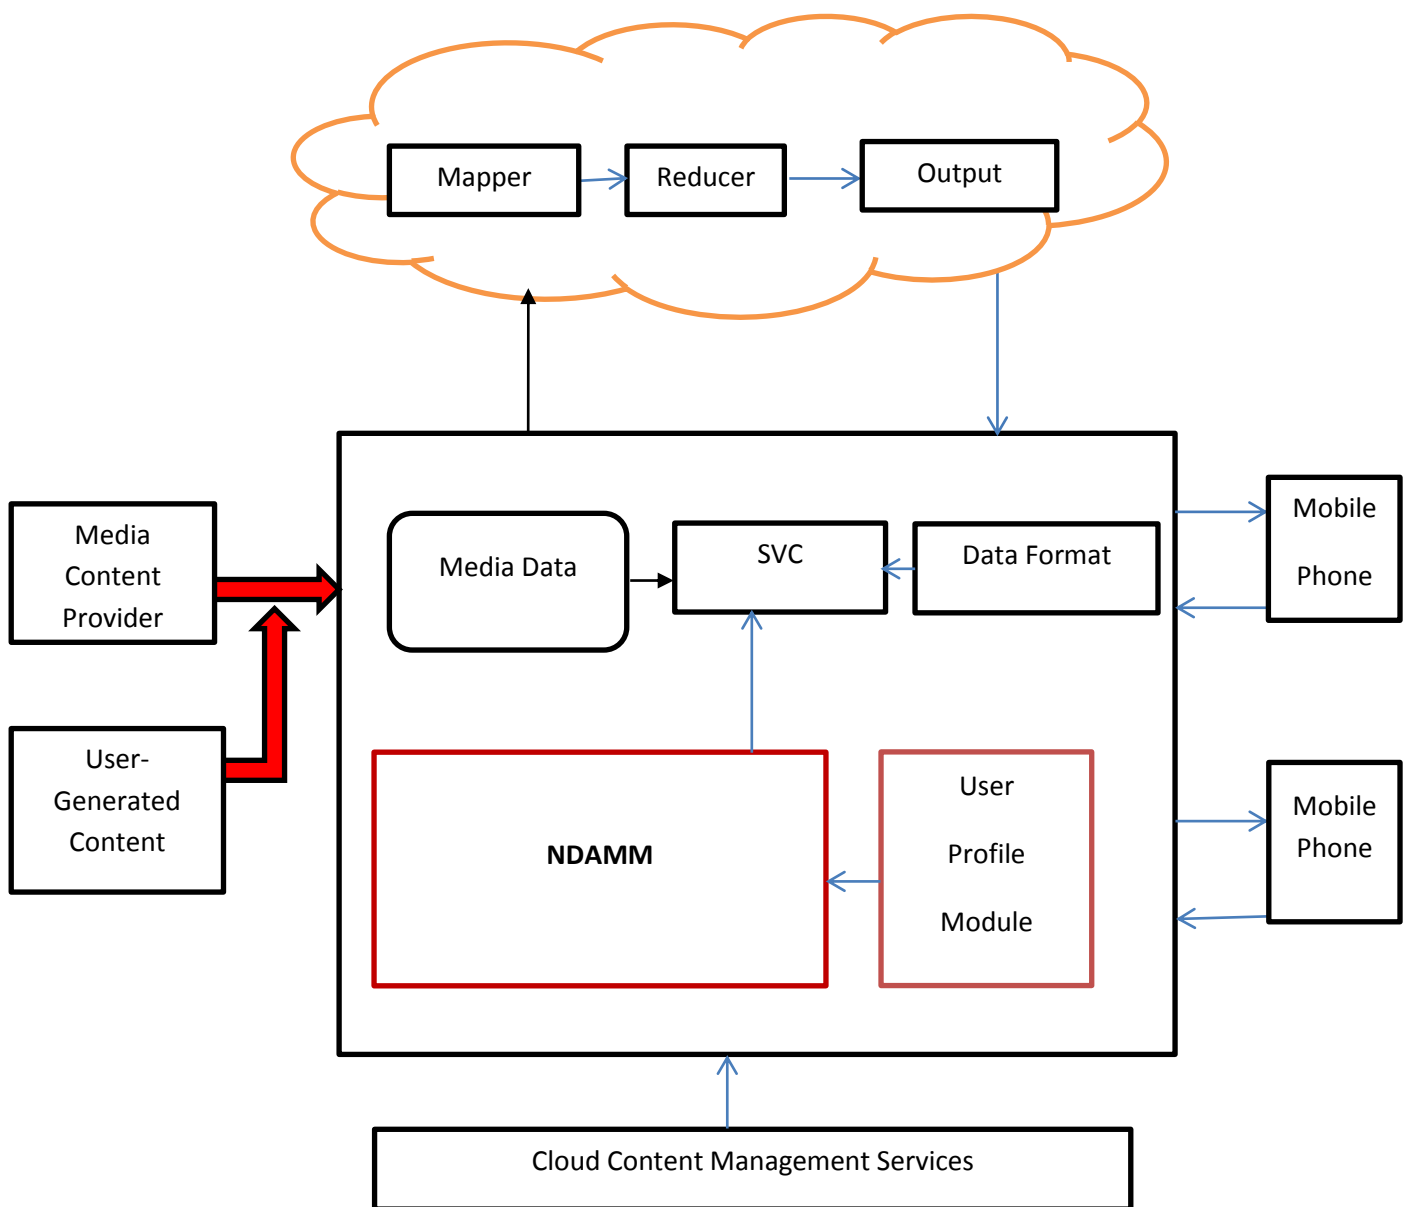 Mapper
Reducer
Output
Media
Content
Provider
Media Data
SVC
Data Format
Mobile
Phone
User-
Generated
Content
NDAMM
User
Profile
Module
Mobile
Phone
Cloud Content Management Services